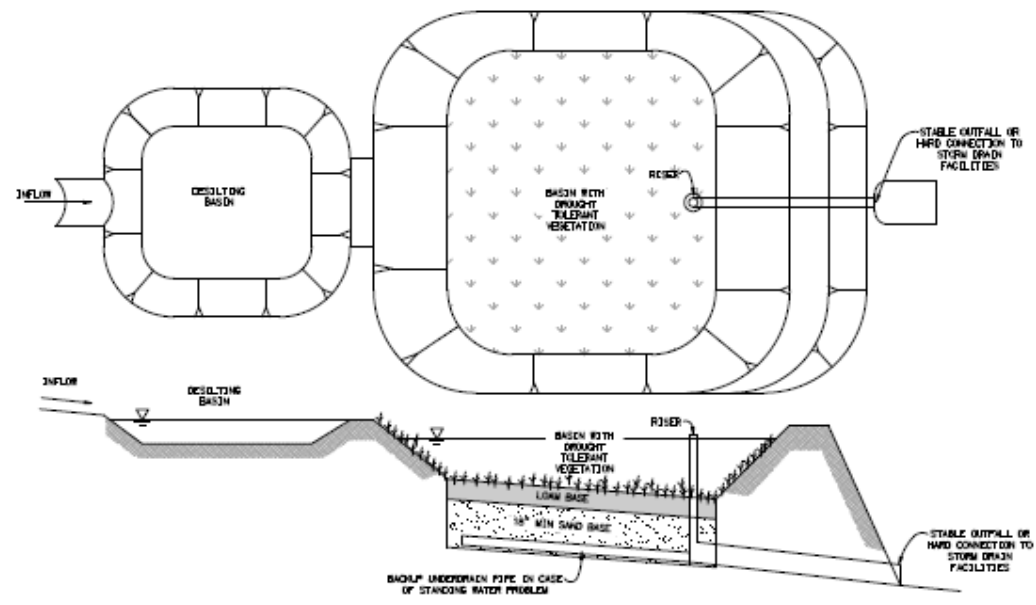 INFLOW
DESILTING
BASIN
BASIN WITH
DROUGHT
TOLERANT
VEGETATION
RISER
STABLE OUTFALL OR
HARD CONNECTION TO
STORM DRAIN
FACILITIES
INFLOW
DESILTING
BASIN
BASIN WITH
DROUGHT
TOLERANT
VEGETATION
RISER
LOAM BASE
18" MIN SAND BASE
BACKUP UNDERDRAIN PIPE IN CASE
OF STANDING WATER PROBLEM
STABLE OUTFALL OR
HARD CONNECTION TO
STORM DRAIN
FACILITIES